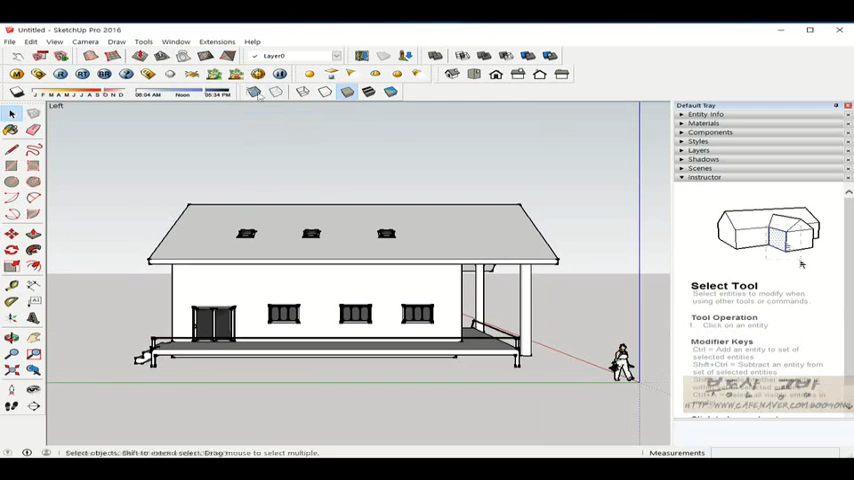 Untitled - SketchUp Pro 2016
File Edit View Camera Draw Tools Window Extensions Help
Layer0
M R RT BR
J F M A M J J A S O N D 06:04 AM Noon 05:34 PM
Left
Default Tray
Entity Info
Materials
Components
Styles
Layers
Shadows
Scenes
Instructor
Select Tool
Select entities to modify when
using other tools or commands.
Tool Operation
1. Click on an entity
Modifier Keys
Ctrl = Add an entity to set of
selected entities
Shift+Ctrl = Subtract an entity from
set of selected entities
Select objects. Shift to extend select. Drag mouse to select multiple.
Measurements